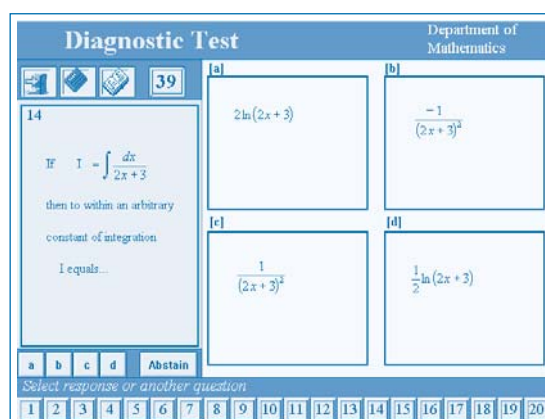 Diagnostic Test
Department of
Mathematics
39
14
If I = ∫ dx / 2x + 3
then to within an arbitrary
constant of integration
I equals...
[a]
2ln(2x + 3)
[b]
-1 / (2x + 3)²
[c]
1 / (2x + 3)²
[d]
1/2 ln(2x + 3)
a b c d Abstain
Select response or another question
1 2 3 4 5 6 7 8 9 10 11 12 13 14 15 16 17 18 19 20